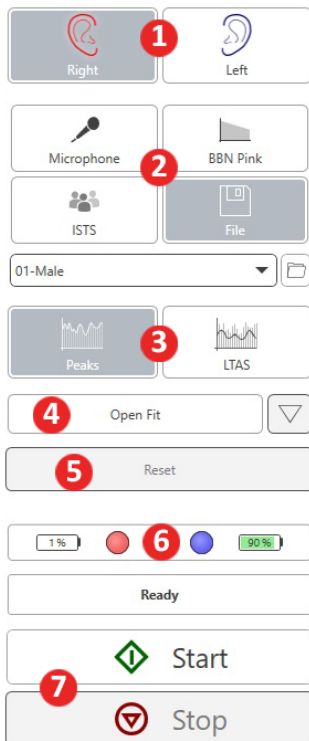 1
Right Left
Microphone BBN Pink
2
ISTS File
01-Male
3
Peaks LTAS
4 Open Fit
5 Reset
1 % 6 90 %
Ready
Start
7
Stop